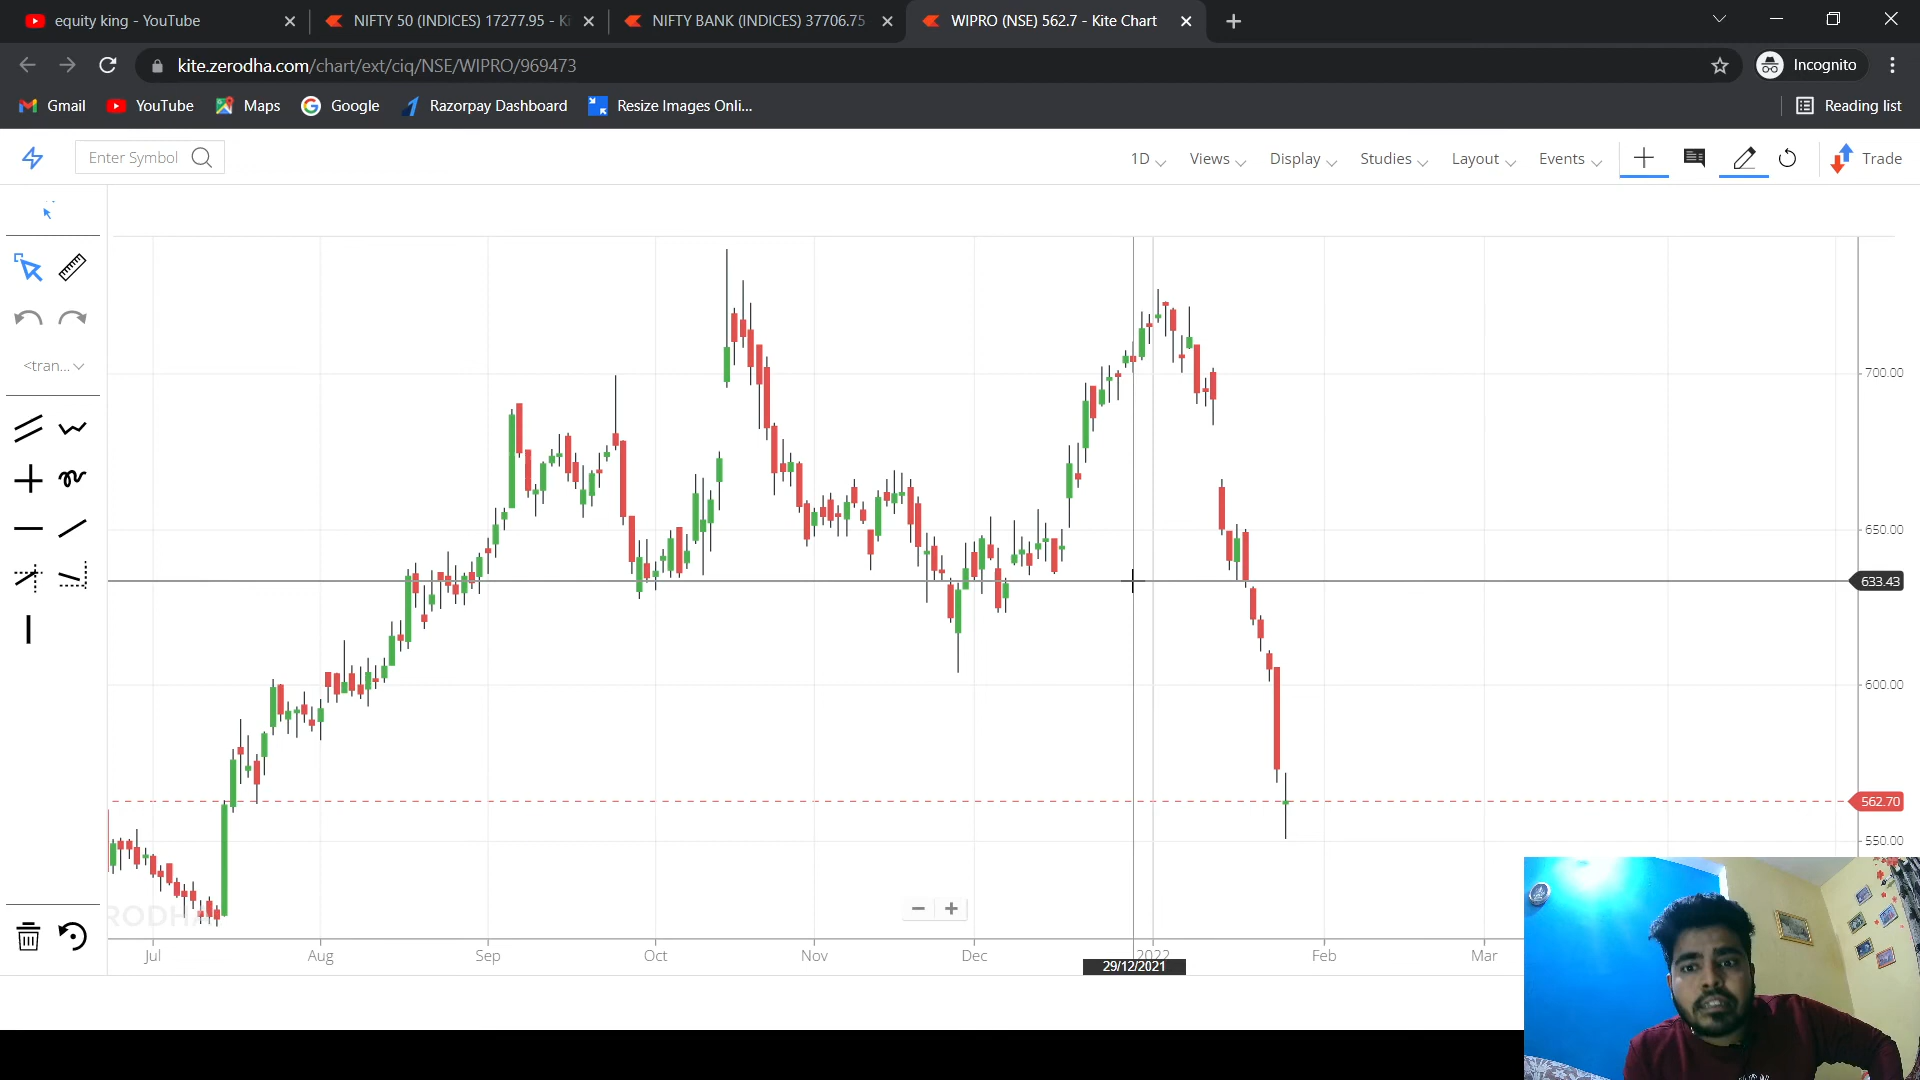 equity king - YouTube
NIFTY 50 (INDICES) 17277.95 - Ki
NIFTY BANK (INDICES) 37706.75
WIPRO (NSE) 562.7 - Kite Chart
kite.zerodha.com/chart/ext/ciq/NSE/WIPRO/969473
Incognito
Gmail
YouTube
Maps
Google
Razorpay Dashboard
Resize Images Onli...
Reading list
Enter Symbol
1D
Views
Display
Studies
Layout
Events
Trade
<tran...
700.00
650.00
633.43
600.00
562.70
550.00
RODHA
Jul
Aug
Sep
Oct
Nov
Dec
2022
Feb
Mar
29/12/2021